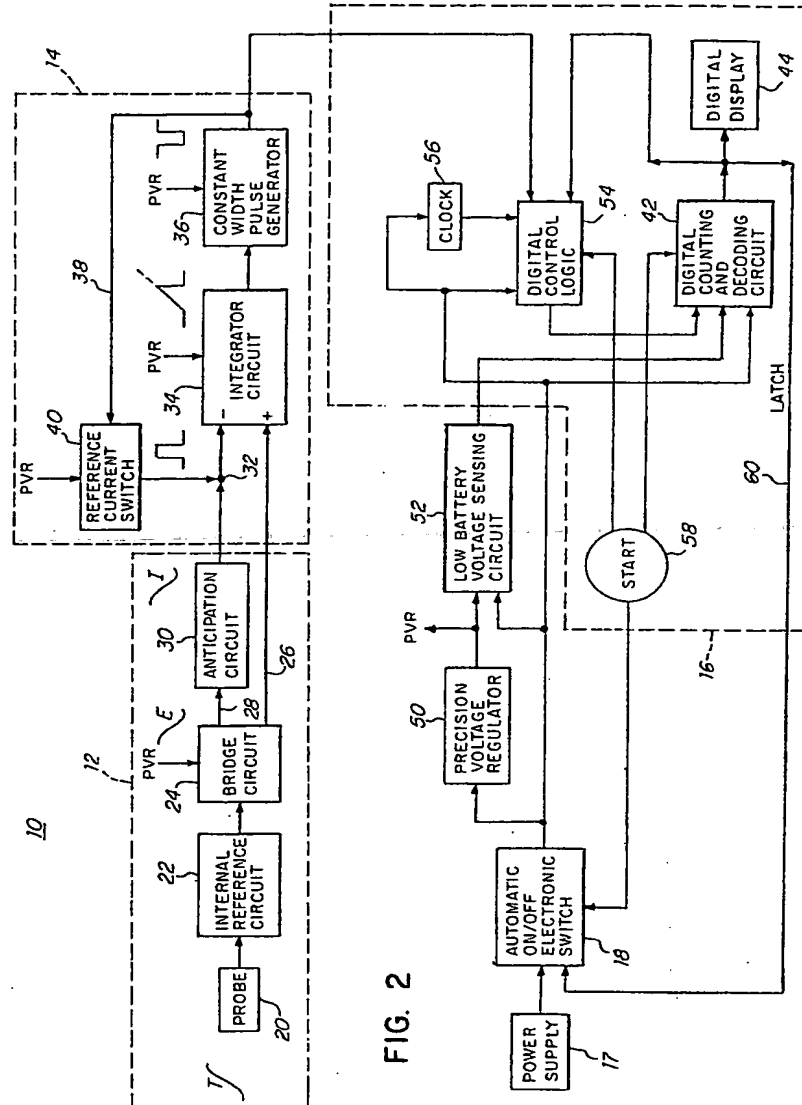 10
12
T
PROBE
20
22
INTERNAL
REFERENCE
CIRCUIT
PVR
E
24
BRIDGE
CIRCUIT
28
26
30
I
ANTICIPATION
CIRCUIT
14
PVR
40
REFERENCE
CURRENT
SWITCH
38
32
34
PVR
-
+
INTEGRATOR
CIRCUIT
36
PVR
CONSTANT
WIDTH
PULSE
GENERATOR
FIG. 2
POWER
SUPPLY
17
AUTOMATIC
ON/OFF
ELECTRONIC
SWITCH
18
50
PRECISION
VOLTAGE
REGULATOR
PVR
52
LOW BATTERY
VOLTAGE SENSING
CIRCUIT
16
START
58
56
CLOCK
DIGITAL
CONTROL
LOGIC
54
42
DIGITAL
COUNTING
AND
DECODING
CIRCUIT
DIGITAL
DISPLAY
44
LATCH
60